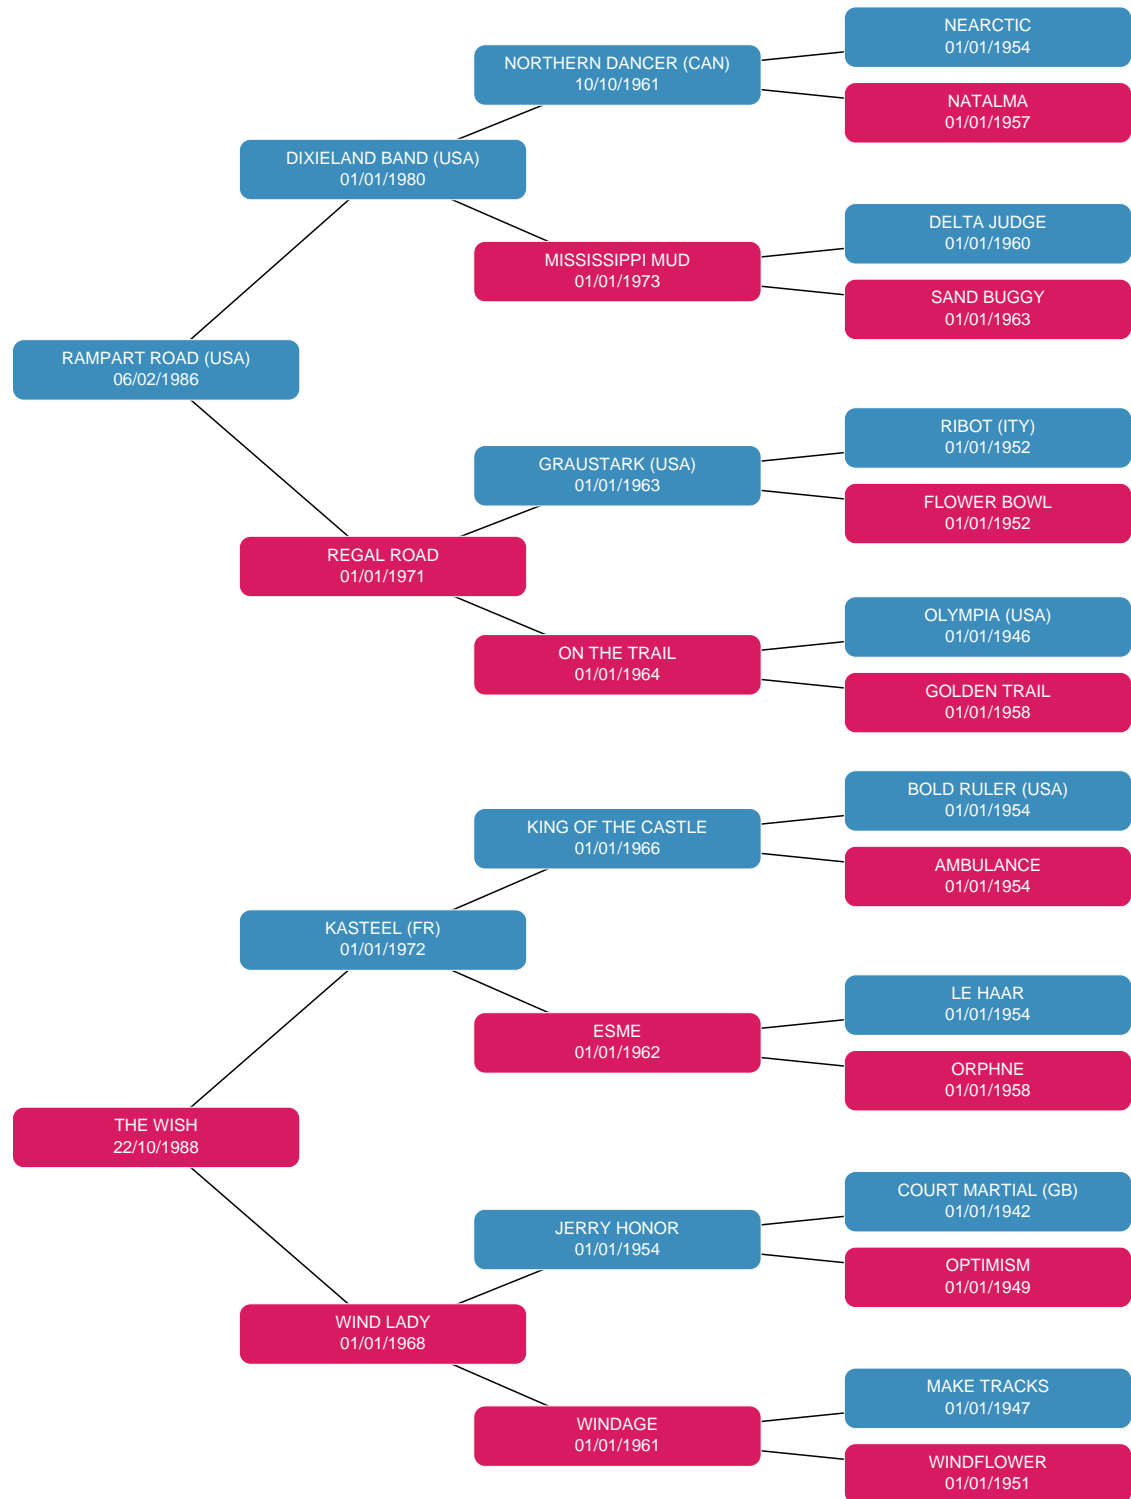 NEARCTIC
01/01/1954
NORTHERN DANCER (CAN)
10/10/1961
NATALMA
01/01/1957
DIXIELAND BAND (USA)
01/01/1980
DELTA JUDGE
01/01/1960
MISSISSIPPI MUD
01/01/1973
SAND BUGGY
01/01/1963
RAMPART ROAD (USA)
06/02/1986
RIBOT (ITY)
01/01/1952
GRAUSTARK (USA)
01/01/1963
FLOWER BOWL
01/01/1952
REGAL ROAD
01/01/1971
OLYMPIA (USA)
01/01/1946
ON THE TRAIL
01/01/1964
GOLDEN TRAIL
01/01/1958
BOLD RULER (USA)
01/01/1954
KING OF THE CASTLE
01/01/1966
AMBULANCE
01/01/1954
KASTEEL (FR)
01/01/1972
LE HAAR
01/01/1954
ESME
01/01/1962
ORPHNE
01/01/1958
THE WISH
22/10/1988
COURT MARTIAL (GB)
01/01/1942
JERRY HONOR
01/01/1954
OPTIMISM
01/01/1949
WIND LADY
01/01/1968
MAKE TRACKS
01/01/1947
WINDAGE
01/01/1961
WINDFLOWER
01/01/1951